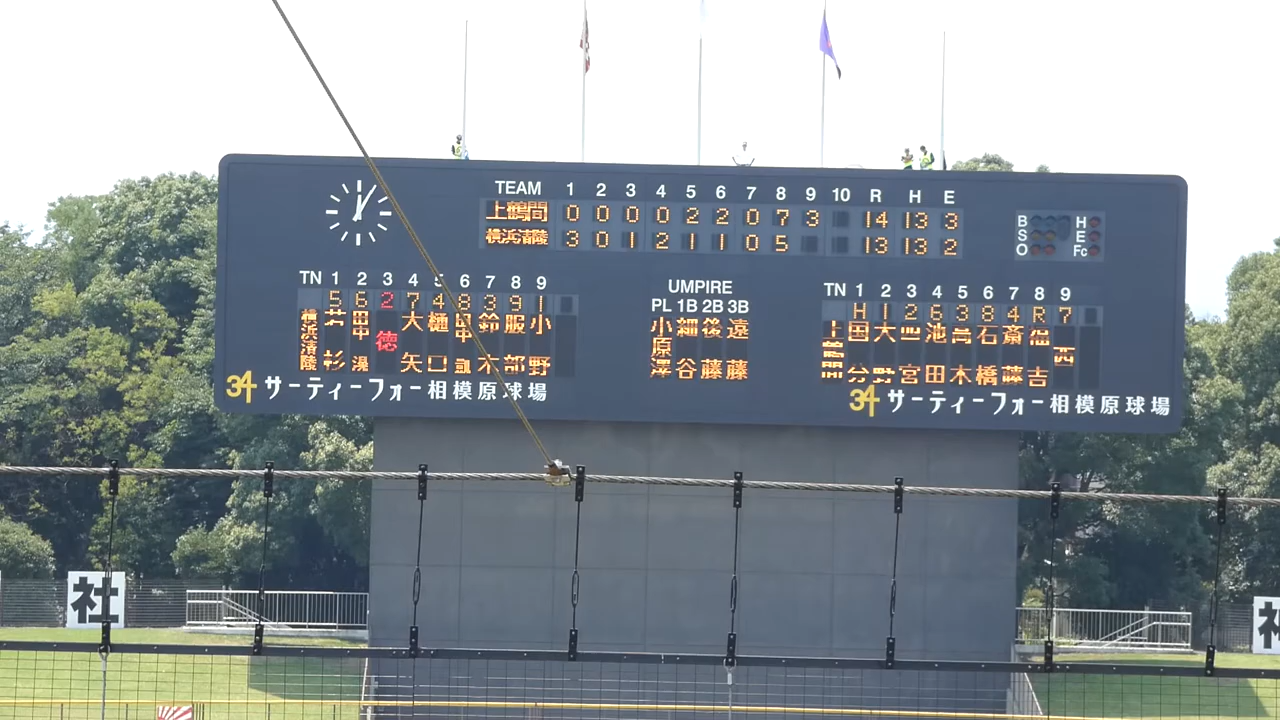 TEAM 1 2 3 4 5 6 7 8 9 10 R H E
上鶴間 0 0 0 0 2 2 0 7 3 14 13 3
横浜清陵 3 0 1 2 1 1 0 5 13 13 2
B H
S E
O Fc
TN 1 2 3 4 5 6 7 8 9
5 6 2 7 4 8 3 9 1
横浜清陵 杉 田中 徳 大矢 樋口 鈴木 服部 小野
UMPIRE
PL 1B 2B 3B
小原澤 細谷 後藤 遠藤
TN 1 2 3 4 5 6 7 8 9
H 1 2 6 3 5 8 4 R 7
上鶴間 国分 大野 宮 池田 高木 石橋 斎藤 福吉 西
34 サーティーフォー相模原球場
34 サーティーフォー相模原球場
社